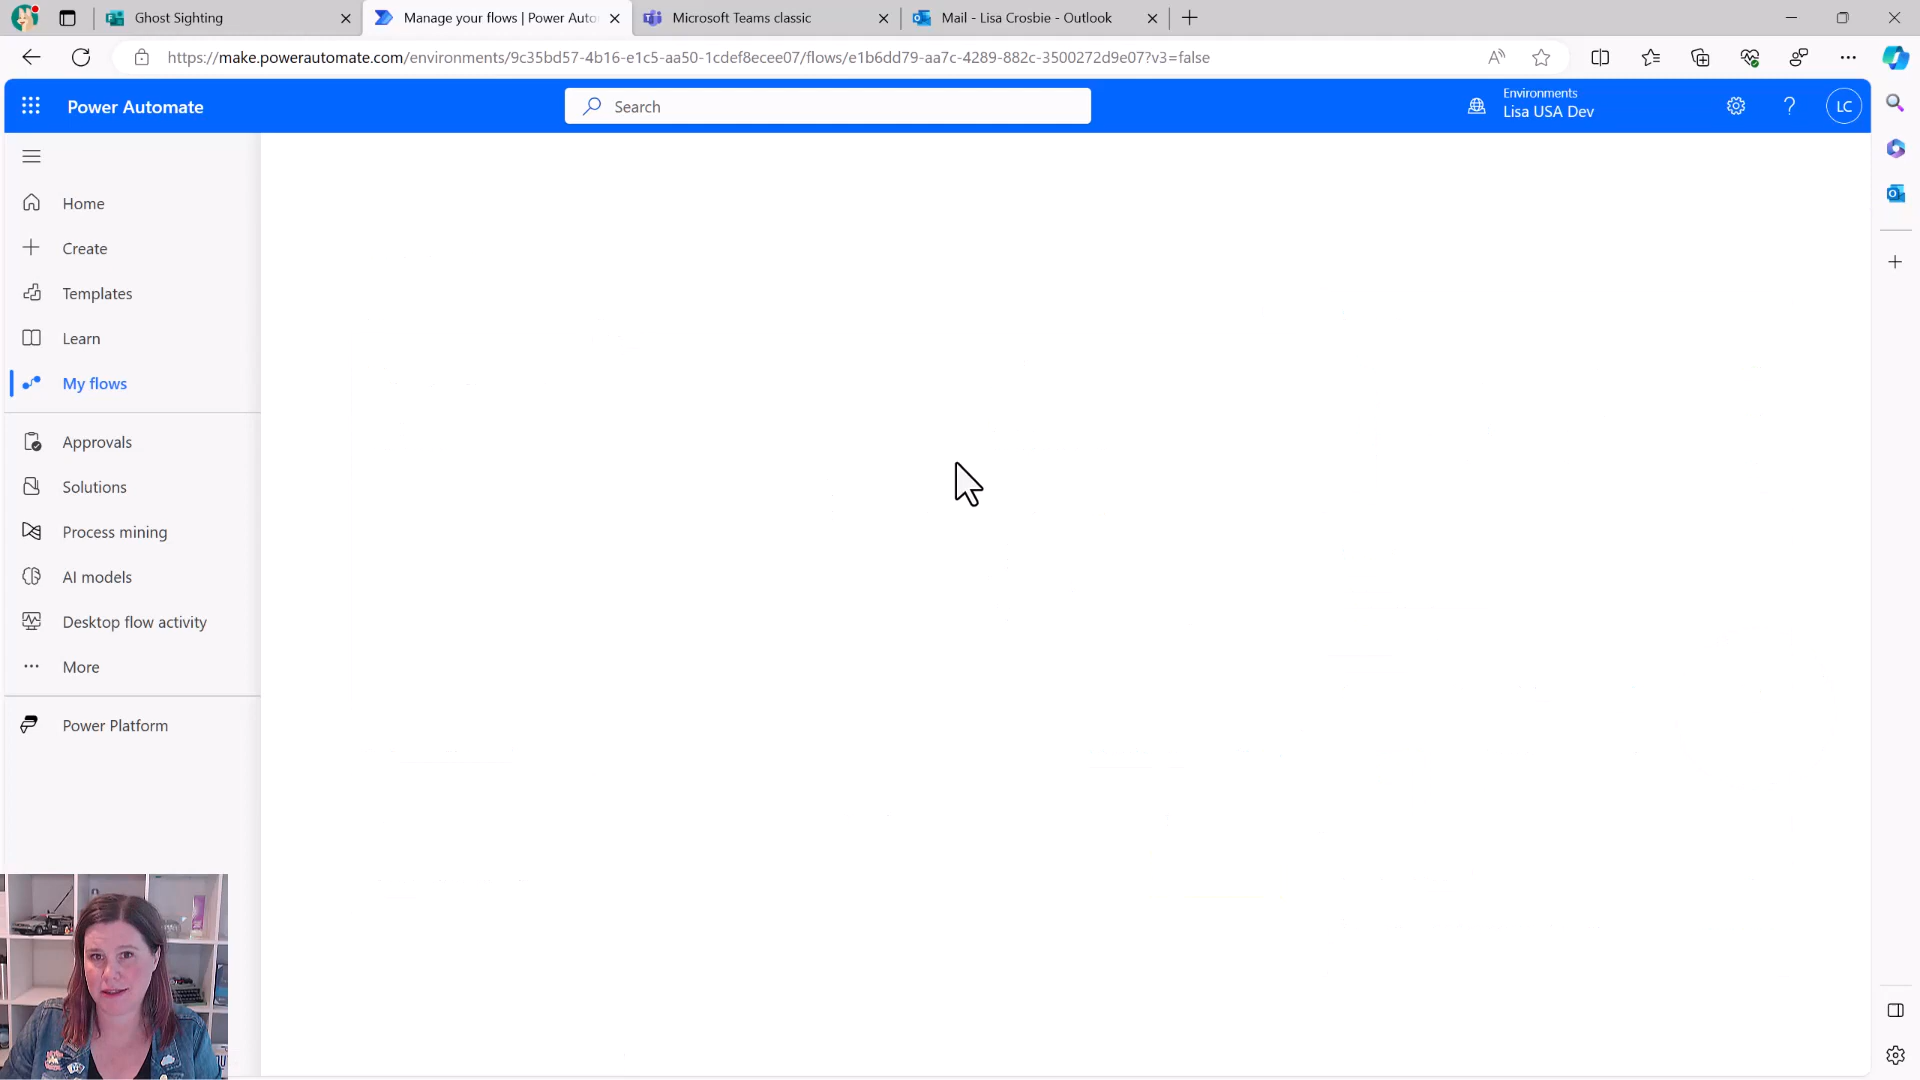 Ghost Sighting
Manage your flows | Power Auto
Microsoft Teams classic
Mail - Lisa Crosbie - Outlook
https://make.powerautomate.com/environments/9c35bd57-4b16-e1c5-aa50-1cdef8ecee07/flows/e1b6dd79-aa7c-4289-882c-3500272d9e07?v3=false
Power Automate
Search
Environments
Lisa USA Dev
LC
Home
Create
Templates
Learn
My flows
Approvals
Solutions
Process mining
AI models
Desktop flow activity
More
Power Platform